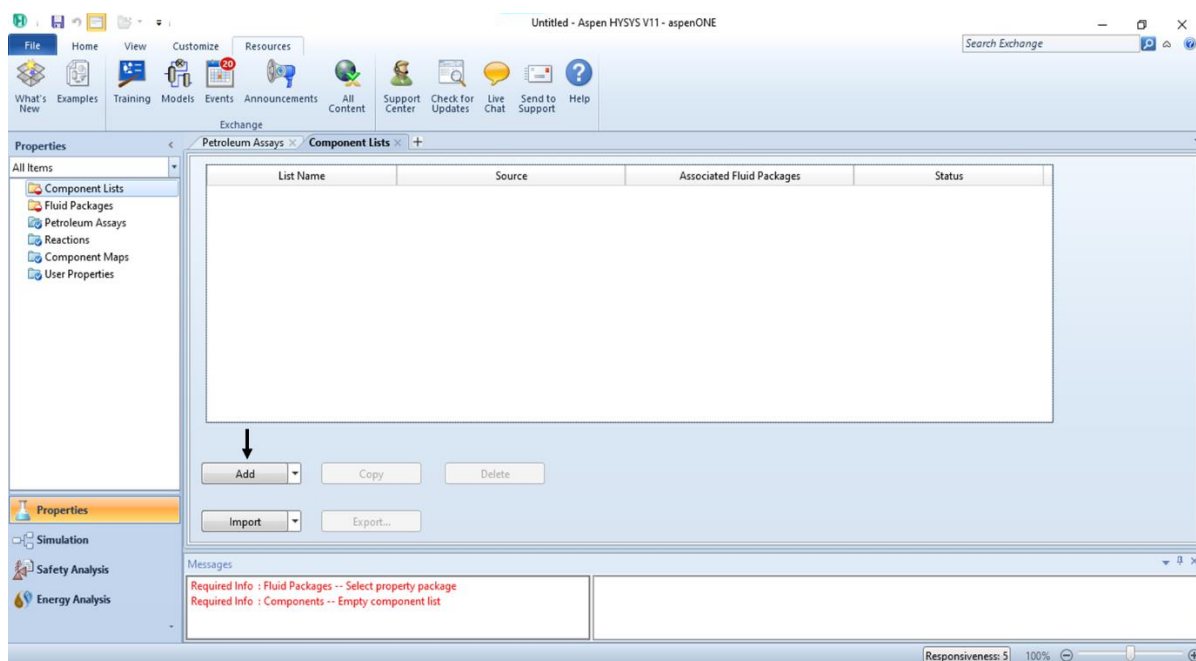 Untitled - Aspen HYSYS V11 - aspenONE
File Home View Customize Resources Search Exchange
20
What's New Examples Training Models Events Announcements All Content Support Center Check for Updates Live Chat Send to Support Help
Exchange
Properties
Petroleum Assays Component Lists
All Items
List Name Source Associated Fluid Packages Status
Component Lists
Fluid Packages
Petroleum Assays
Reactions
Component Maps
User Properties
Add Copy Delete
Import Export...
Properties
Simulation
Safety Analysis
Energy Analysis
Messages
Required Info : Fluid Packages -- Select property package
Required Info : Components -- Empty component list
Responsiveness: 5 100%